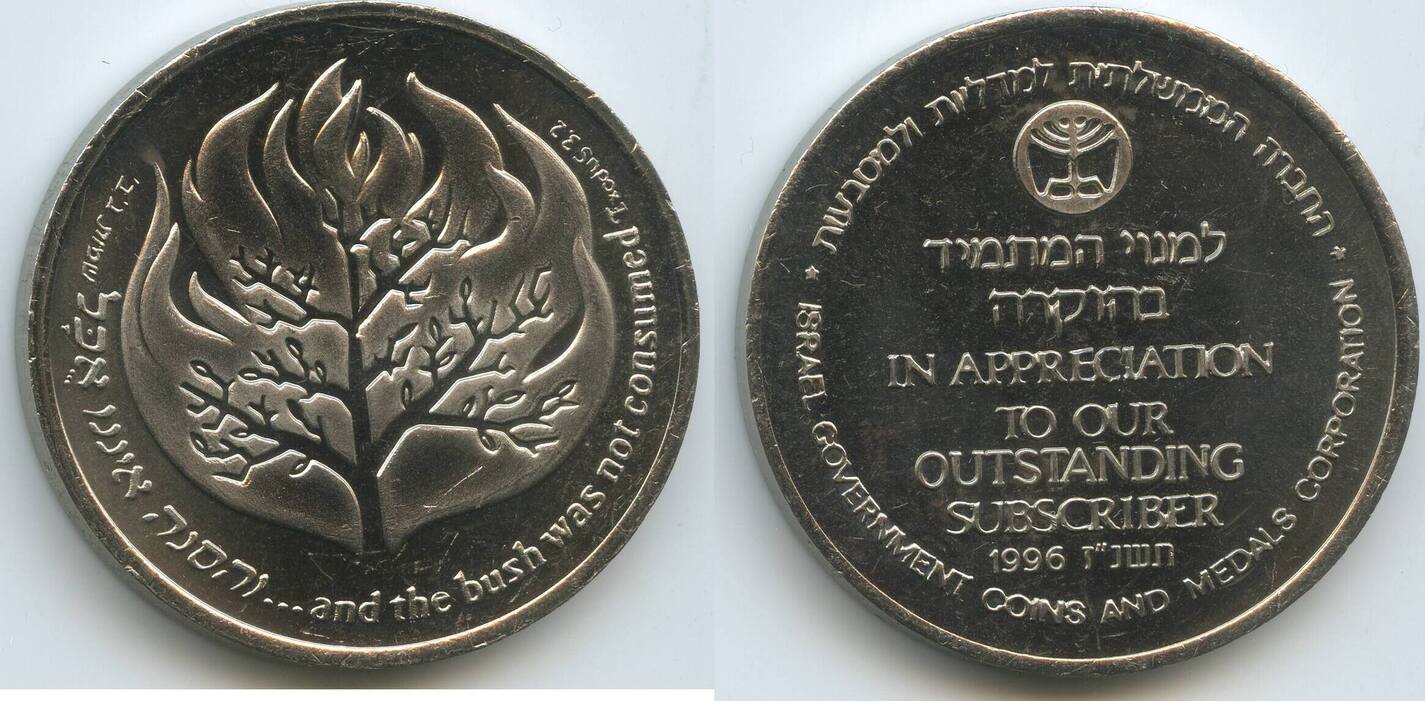 והסנה איננו אֻכָּל שמות ג,ב
...and the bush was not consumed Exodus 3.2
החברה הממשלתית למדליות ולמטבעות
למנוי המתמיד
בהוקרה
IN APPRECIATION
TO OUR
OUTSTANDING
SUBSCRIBER
1996 תשנ"ז
* ISRAEL GOVERNMENT COINS AND MEDALS CORPORATION *